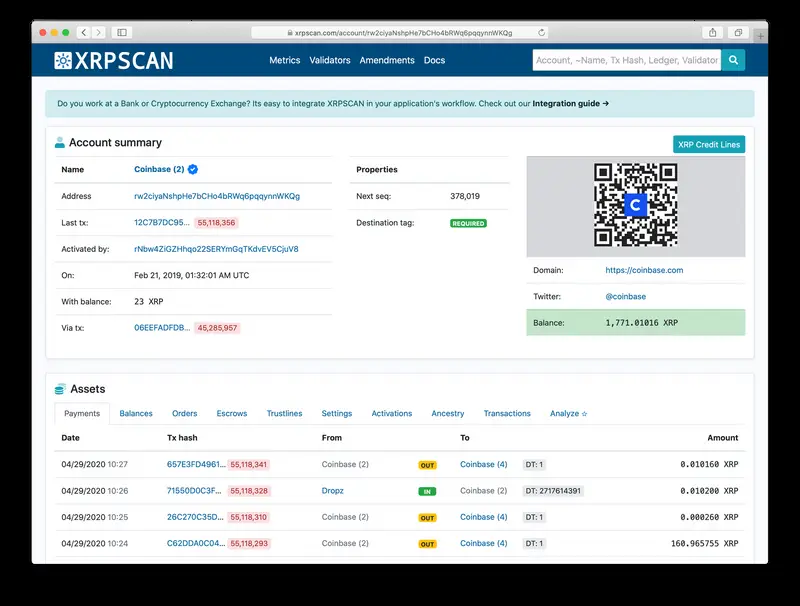 xrpscan.com/account/rw2ciyaNshpHe7bCHo4bRWq6pqqynnWKQg
XRPSCAN Metrics Validators Amendments Docs Account, ~Name, Tx Hash, Ledger, Validator
Do you work at a Bank or Cryptocurrency Exchange? Its easy to integrate XRPSCAN in your application's workflow. Check out our Integration guide →
Account summary XRP Credit Lines
Name Coinbase (2) Properties
Address rw2ciyaNshpHe7bCHo4bRWq6pqqynnWKQg Next seq: 378,019
Last tx: 12C7B7DC95... 55,118,356 Destination tag: REQUIRED
Activated by: rNbw4ZiGZHhqo22SERYmGqTKdvEV5CjuV8
On: Feb 21, 2019, 01:32:01 AM UTC Domain: https://coinbase.com
With balance: 23 XRP Twitter: @coinbase
Via tx: 06EEFADFDB... 45,285,957 Balance: 1,771.01016 XRP
Assets
Payments Balances Orders Escrows Trustlines Settings Activations Ancestry Transactions Analyze ☆
Date Tx hash From To Amount
04/29/2020 10:27 657E3FD4961... 55,118,341 Coinbase (2) OUT Coinbase (4) DT: 1 0.010160 XRP
04/29/2020 10:26 71550D0C3F... 55,118,328 Dropz IN Coinbase (2) DT: 2717614391 0.010200 XRP
04/29/2020 10:25 26C270C35D... 55,118,310 Coinbase (2) OUT Coinbase (4) DT: 1 0.000260 XRP
04/29/2020 10:24 C62DDA0C04... 55,118,293 Coinbase (2) OUT Coinbase (4) DT: 1 160.965755 XRP